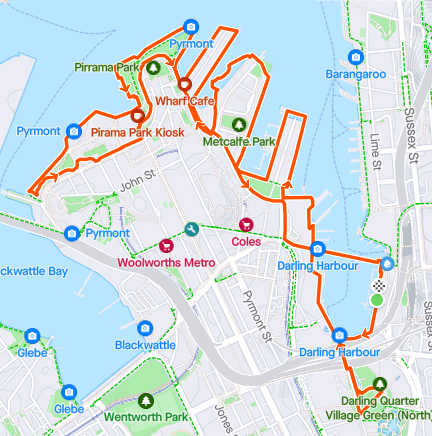 Pyrmont
Pirrama Park
Barangaroo
Wharf Cafe
Pyrmont
Pirama Park Kiosk
Metcalfe Park
Lime St
Sussex St
John St
Pyrmont
Coles
Woolworths Metro
Darling Harbour
ckwattle Bay
Sussex St
Pyrmont St
Blackwattle
Glebe
Darling Harbour
Glebe
Wentworth Park
Darling Quarter
Village Green (North)
Jones